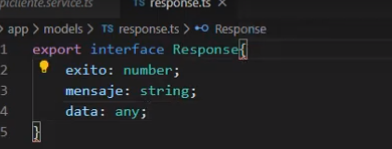 picliente.service.ts TS response.ts ×
> app > models > TS response.ts > Response
1 export interface Response{
2 exito: number;
3 mensaje: string;
4 data: any;
5 }